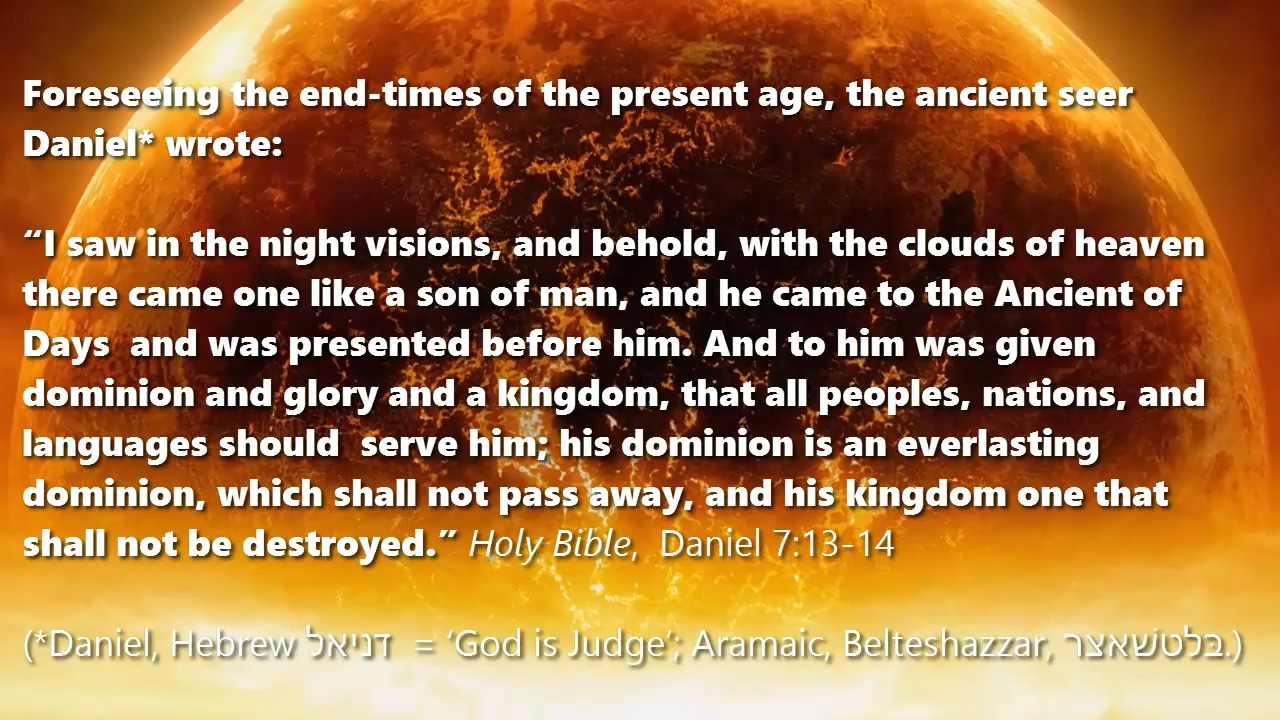 Foreseeing the end-times of the present age, the ancient seer
Daniel* wrote:
“I saw in the night visions, and behold, with the clouds of heaven
there came one like a son of man, and he came to the Ancient of
Days  and was presented before him. And to him was given
dominion and glory and a kingdom, that all peoples, nations, and
languages should  serve him; his dominion is an everlasting
dominion, which shall not pass away, and his kingdom one that
shall not be destroyed.” Holy Bible,  Daniel 7:13-14
(*Daniel, Hebrew דניאל  = ‘God is Judge’; Aramaic, Belteshazzar, בלטשׁאצר.)